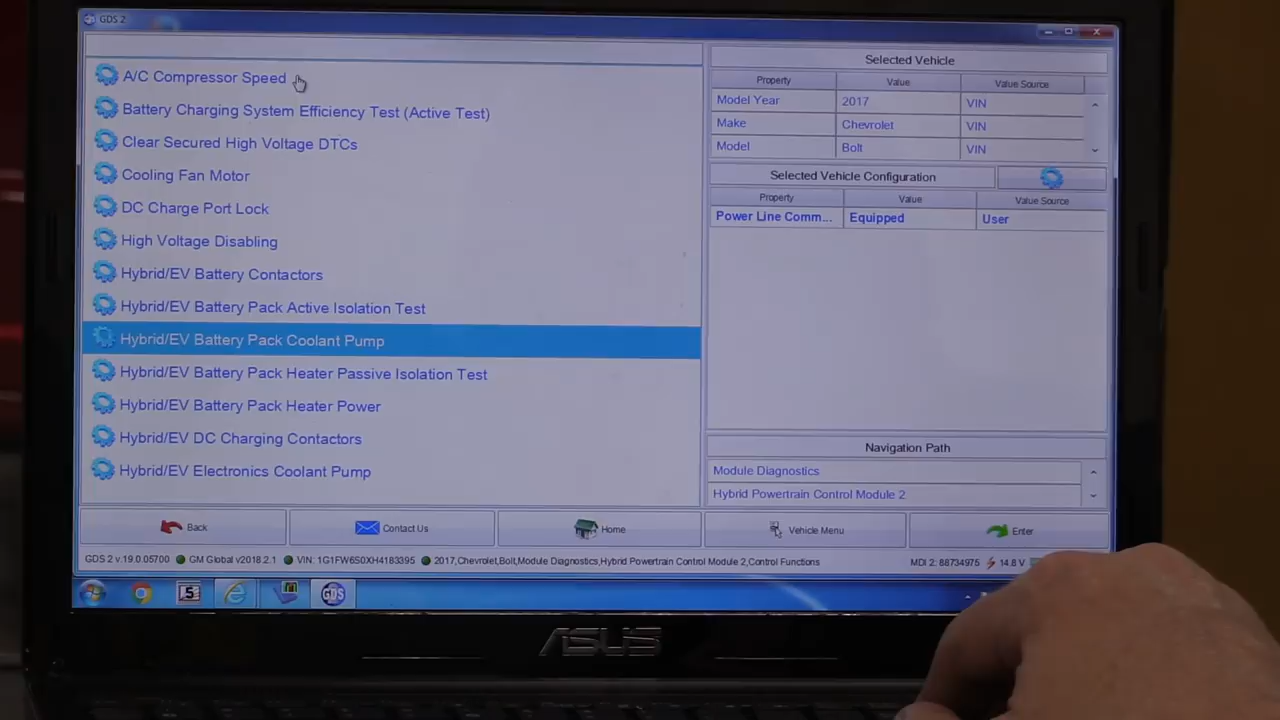 GDS 2
A/C Compressor Speed
Battery Charging System Efficiency Test (Active Test)
Clear Secured High Voltage DTCs
Cooling Fan Motor
DC Charge Port Lock
High Voltage Disabling
Hybrid/EV Battery Contactors
Hybrid/EV Battery Pack Active Isolation Test
Hybrid/EV Battery Pack Coolant Pump
Hybrid/EV Battery Pack Heater Passive Isolation Test
Hybrid/EV Battery Pack Heater Power
Hybrid/EV DC Charging Contactors
Hybrid/EV Electronics Coolant Pump
Selected Vehicle
Property Value Value Source
Model Year 2017 VIN
Make Chevrolet VIN
Model Bolt VIN
Selected Vehicle Configuration
Property Value Value Source
Power Line Comm... Equipped User
Navigation Path
Module Diagnostics
Hybrid Powertrain Control Module 2
Back Contact Us Home Vehicle Menu Enter
GDS 2 v.19.0.05700 GM Global v2018.2.1 VIN: 1G1FW6S0XH4183395 2017,Chevrolet,Bolt,Module Diagnostics,Hybrid Powertrain Control Module 2,Control Functions MDI 2: 88734975 14.8 V
S GDS
ASUS